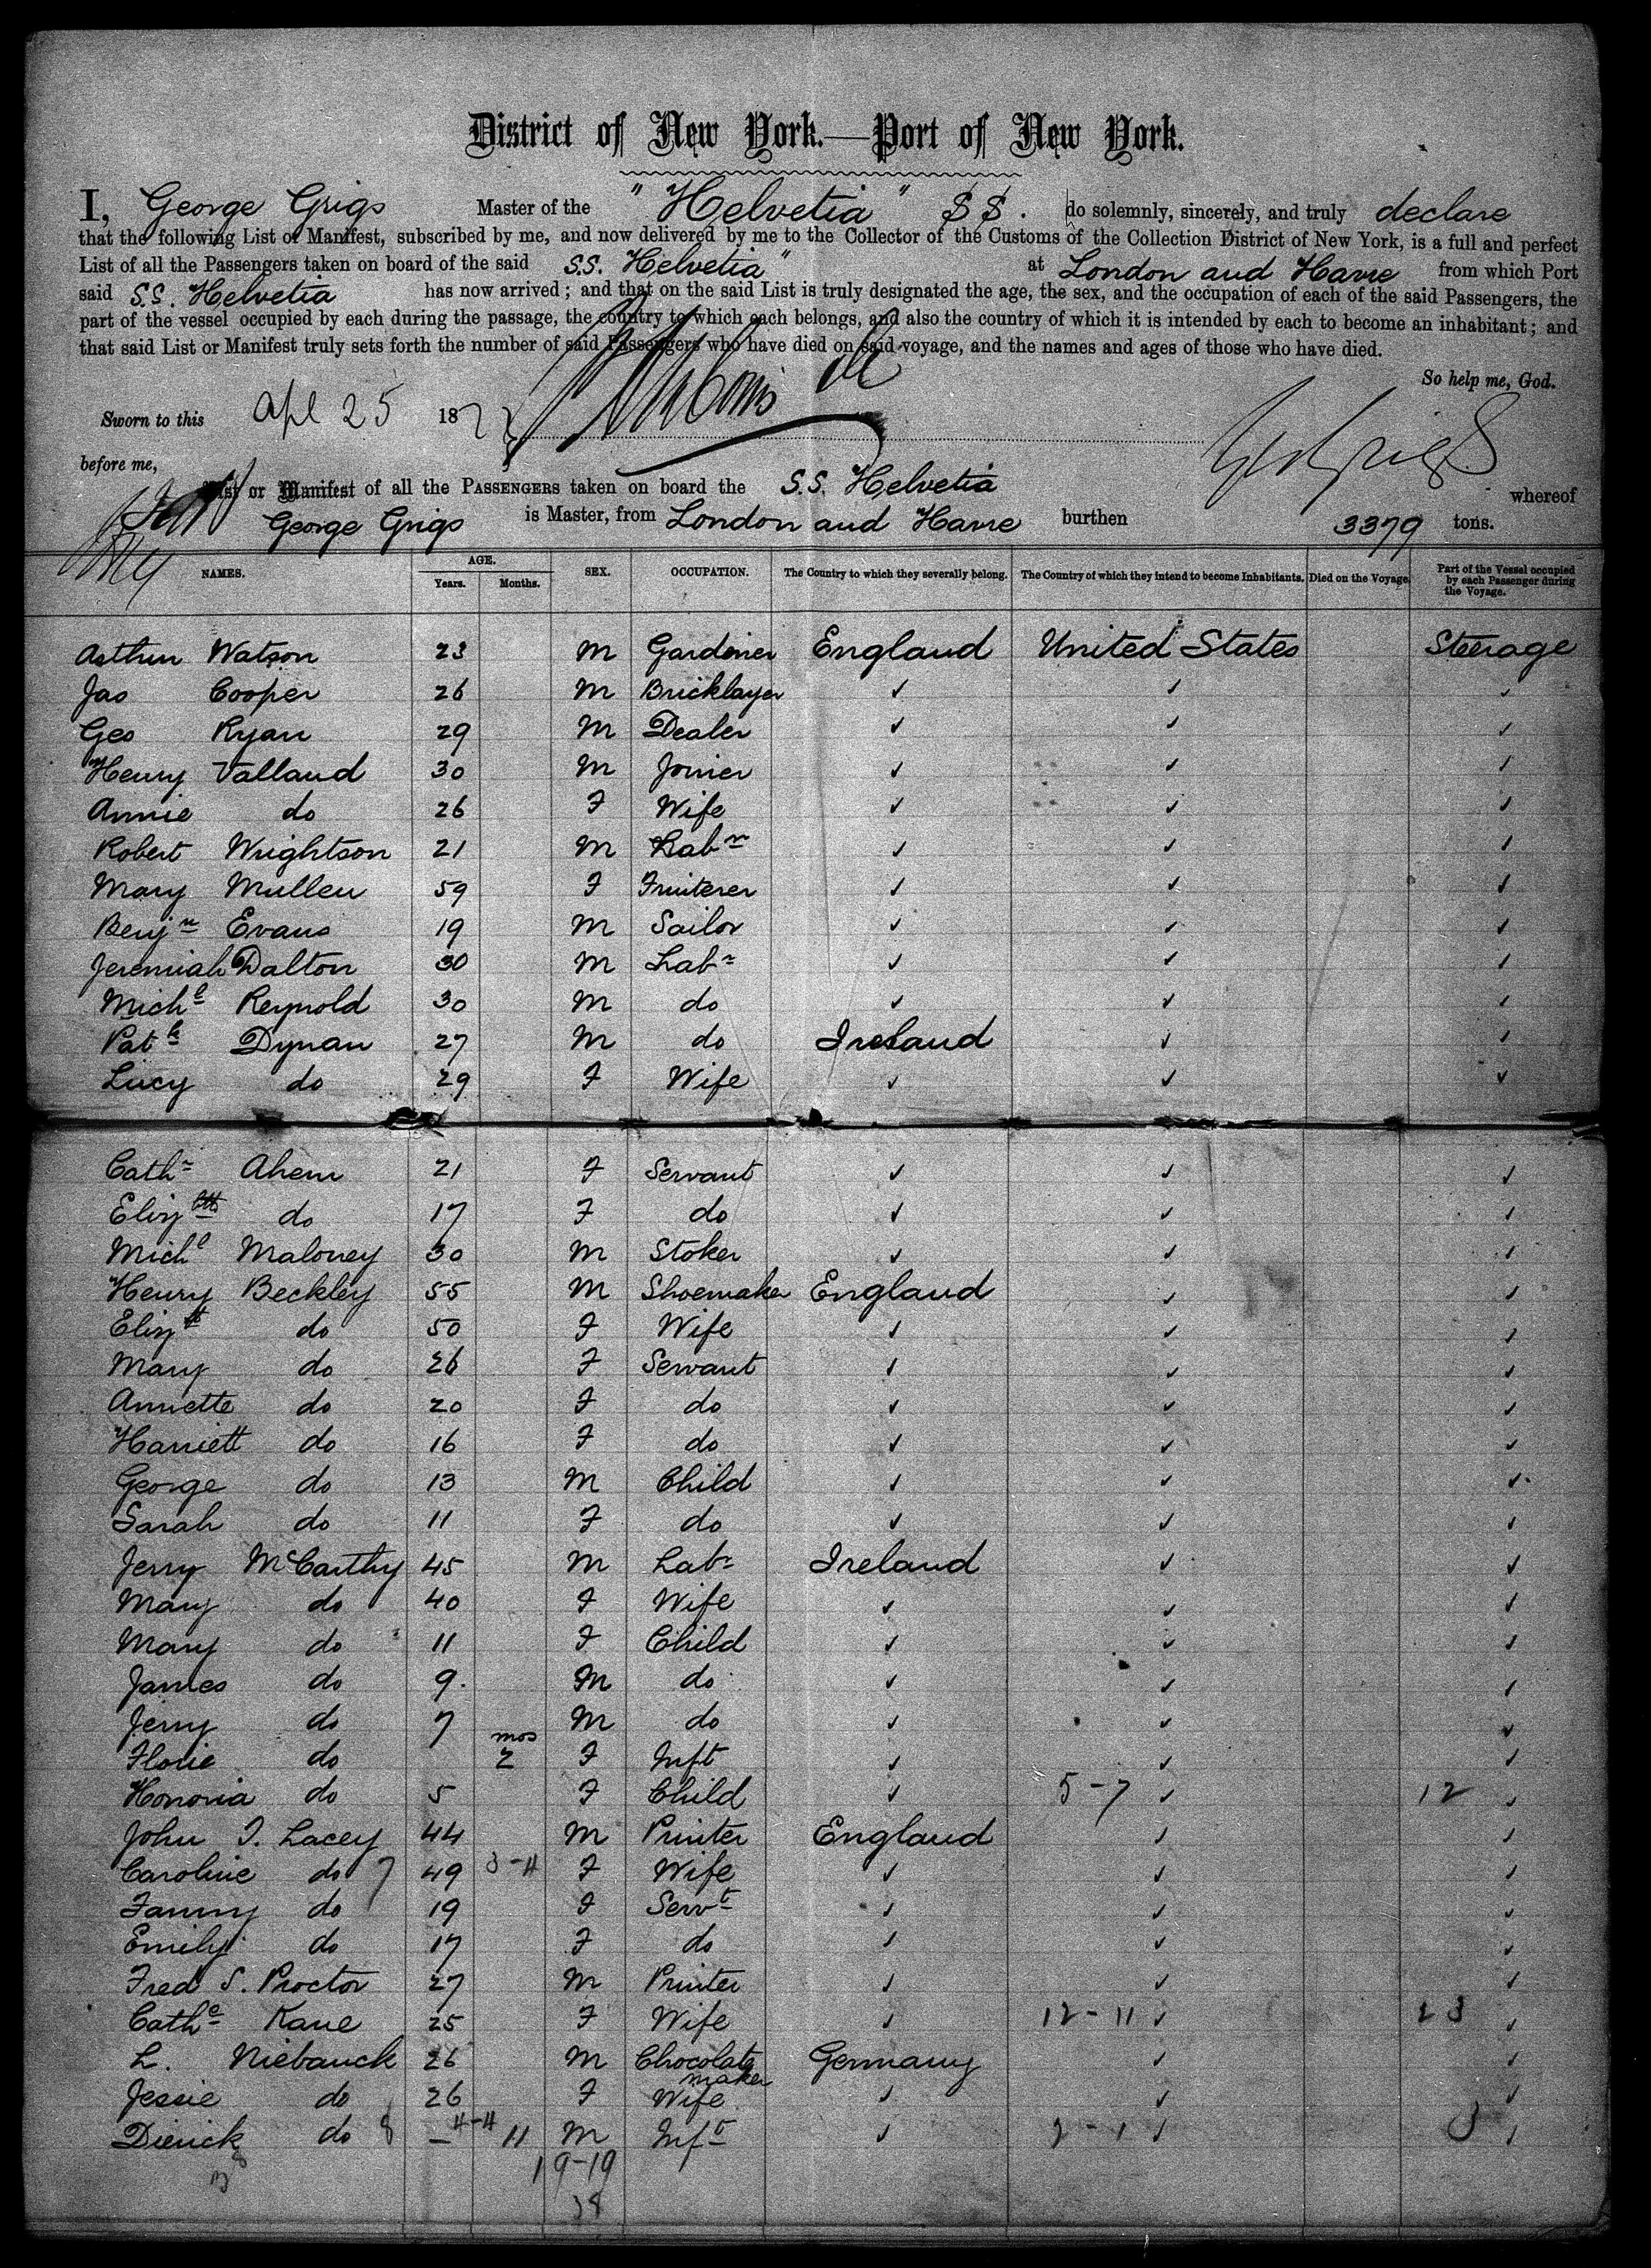 District of New York.—Port of New York.
I, George Grigs Master of the "Helvetia" SS. do solemnly, sincerely, and truly declare
that the following List or Manifest, subscribed by me, and now delivered by me to the Collector of the Customs of the Collection District of New York, is a full and perfect
List of all the Passengers taken on board of the said S.S. "Helvetia" at London and Havre from which Port
said S.S. Helvetia has now arrived; and that on the said List is truly designated the age, the sex, and the occupation of each of the said Passengers, the
part of the vessel occupied by each during the passage, the country to which each belongs, and also the country of which it is intended by each to become an inhabitant; and
that said List or Manifest truly sets forth the number of said Passengers who have died on said voyage, and the names and ages of those who have died.
So help me, God.
Sworn to this Apl 25 187
before me,
List or Manifest of all the Passengers taken on board the S.S. Helvetia whereof
George Grigs is Master, from London and Havre burthen 3379 tons.
NAMES. AGE. Years. Months. SEX. OCCUPATION. The Country to which they severally belong. The Country of which they intend to become Inhabitants. Died on the Voyage. Part of the Vessel occupied by each Passenger during the Voyage.
Arthur Watson 23 M Gardiner England United States Steerage
Jas Cooper 26 M Bricklayer ✓ ✓ ✓
Geo Ryan 29 M Dealer ✓ ✓ ✓
Henry Valland 30 M Joiner ✓ ✓ ✓
Annie do 26 F Wife ✓ ✓ ✓
Robert Wrightson 21 M Labr ✓ ✓ ✓
Mary Mullen 59 F Fruiterer ✓ ✓ ✓
Benjn Evans 19 M Sailor ✓ ✓ ✓
Jeremiah Dalton 30 M Labr ✓ ✓ ✓
Michl Reynold 30 M do ✓ ✓ ✓
Patk Dynan 27 M do Ireland ✓ ✓
Lucy do 29 F Wife ✓ ✓ ✓
Cathe Ahern 21 F Servant ✓ ✓ ✓
Elizbth do 17 F do ✓ ✓ ✓
Michl Maloney 30 M Stoker ✓ ✓ ✓
Henry Beckley 55 M Shoemaker England ✓ ✓
Elizth do 50 F Wife ✓ ✓ ✓
Mary do 26 F Servant ✓ ✓ ✓
Annette do 20 F do ✓ ✓ ✓
Harriett do 16 F do ✓ ✓ ✓
George do 13 M Child ✓ ✓ ✓
Sarah do 11 F do ✓ ✓ ✓
Jerry McCarthy 45 M Labr Ireland ✓ ✓
Mary do 40 F Wife ✓ ✓ ✓
Mary do 11 F Child ✓ ✓ ✓
James do 9 M do ✓ ✓ ✓
Jerry do 7 M do ✓ ✓ ✓
Florie do mos 2 F Inft ✓ ✓ ✓
Honoria do 5 F Child ✓ 5-7 ✓ 12 ✓
John T. Lacey 44 M Printer England ✓ ✓
Caroline do 7 49 3-4 F Wife ✓ ✓ ✓
Fanny do 19 F Servt ✓ ✓ ✓
Emily do 17 F do ✓ ✓ ✓
Fred S. Proctor 27 M Printer ✓ ✓ ✓
Cathe Kane 25 F Wife ✓ 12-11 ✓ 23 ✓
L. Niebanck 26 M Chocolate maker Germany ✓ ✓
Jessie do 26 F Wife ✓ ✓ ✓
Dierick do 8 — 4-4 11 M Inft ✓ 2-1 ✓ 3 ✓
19-19
38